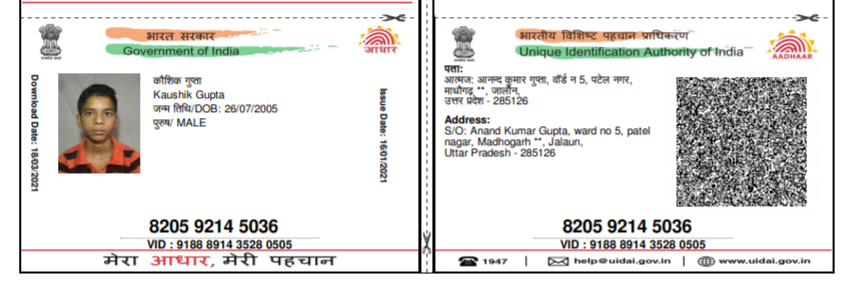 भारत सरकार
Government of India
आधार
Download Date: 18/03/2021
कौशिक गुप्ता
Kaushik Gupta
जन्म तिथि/DOB: 26/07/2005
पुरुष/ MALE
Issue Date: 16/01/2021
8205 9214 5036
VID : 9188 8914 3528 0505
मेरा आधार, मेरी पहचान
भारतीय विशिष्ट पहचान प्राधिकरण
Unique Identification Authority of India
AADHAAR
पता:
आत्मज: आनन्द कुमार गुप्ता, वॉर्ड न 5, पटेल नगर,
माधौगढ़ **, जालौन,
उत्तर प्रदेश - 285126
Address:
S/O: Anand Kumar Gupta, ward no 5, patel
nagar, Madhogarh **, Jalaun,
Uttar Pradesh - 285126
8205 9214 5036
VID : 9188 8914 3528 0505
1947 | help@uidai.gov.in | www.uidai.gov.in